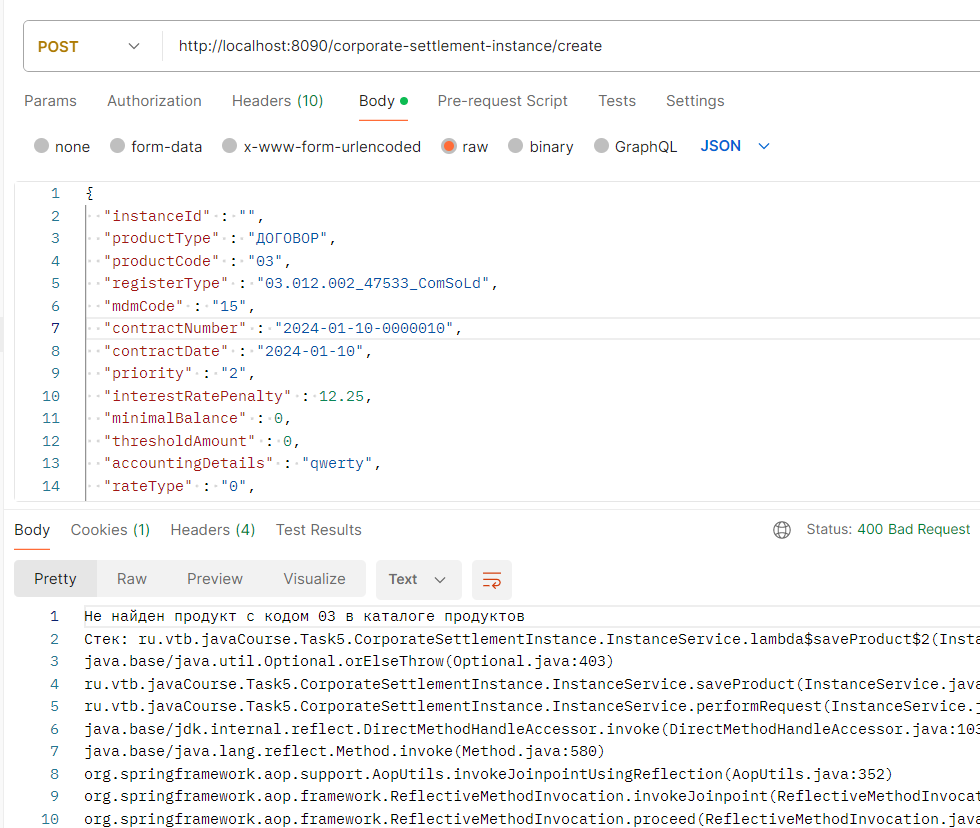 POST http://localhost:8090/corporate-settlement-instance/create
Params Authorization Headers (10) Body Pre-request Script Tests Settings
none form-data x-www-form-urlencoded raw binary GraphQL JSON
1 {
2 "instanceId" : "",
3 "productType" : "ДОГОВОР",
4 "productCode" : "03",
5 "registerType" : "03.012.002_47533_ComSoLd",
6 "mdmCode" : "15",
7 "contractNumber" : "2024-01-10-0000010",
8 "contractDate" : "2024-01-10",
9 "priority" : "2",
10 "interestRatePenalty" : 12.25,
11 "minimalBalance" : 0,
12 "thresholdAmount" : 0,
13 "accountingDetails" : "qwerty",
14 "rateType" : "0",
Body Cookies (1) Headers (4) Test Results Status: 400 Bad Request
Pretty Raw Preview Visualize Text
1 Не найден продукт с кодом 03 в каталоге продуктов
2 Стек: ru.vtb.javaCourse.Task5.CorporateSettlementInstance.InstanceService.lambda$saveProduct$2(Insta
3 java.base/java.util.Optional.orElseThrow(Optional.java:403)
4 ru.vtb.javaCourse.Task5.CorporateSettlementInstance.InstanceService.saveProduct(InstanceService.java
5 ru.vtb.javaCourse.Task5.CorporateSettlementInstance.InstanceService.performRequest(InstanceService.j
6 java.base/jdk.internal.reflect.DirectMethodHandleAccessor.invoke(DirectMethodHandleAccessor.java:103
7 java.base/java.lang.reflect.Method.invoke(Method.java:580)
8 org.springframework.aop.support.AopUtils.invokeJoinpointUsingReflection(AopUtils.java:352)
9 org.springframework.aop.framework.ReflectiveMethodInvocation.invokeJoinpoint(ReflectiveMethodInvocat
10 org.springframework.aop.framework.ReflectiveMethodInvocation.proceed(ReflectiveMethodInvocation.java